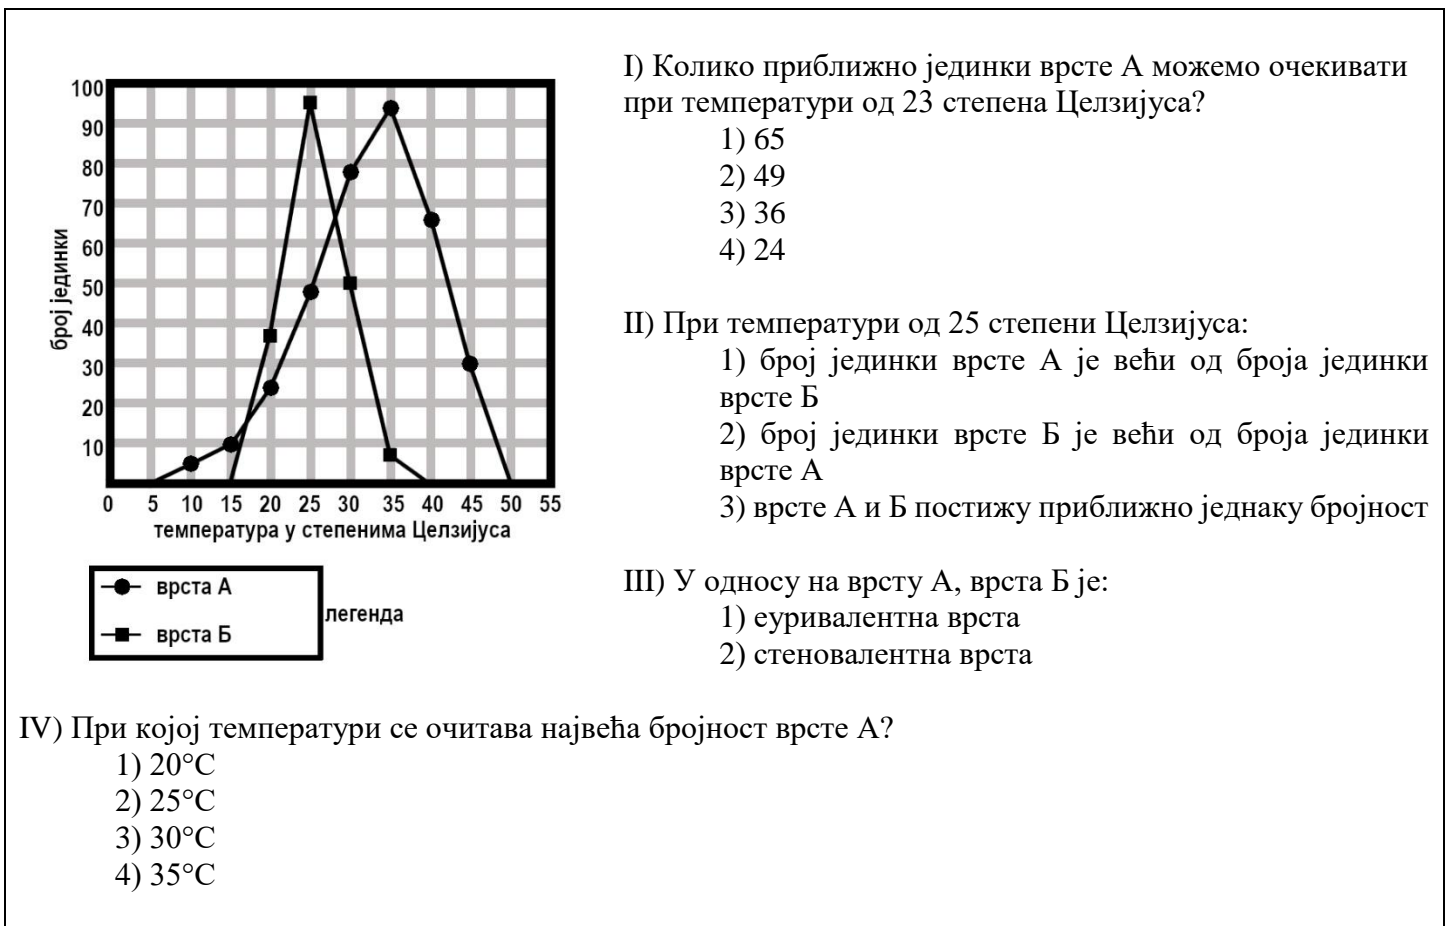 100
90
80
70
60
50
40
30
20
10
број јединки
0 5 10 15 20 25 30 35 40 45 50 55
температура у степенима Целзијуса
врста А
врста Б
легенда
I) Колико приближно јединки врсте А можемо очекивати
при температури од 23 степена Целзијуса?
1) 65
2) 49
3) 36
4) 24
II) При температури од 25 степени Целзијуса:
1) број јединки врсте А је већи од броја јединки
врсте Б
2) број јединки врсте Б је већи од броја јединки
врсте А
3) врсте А и Б постижу приближно једнаку бројност
III) У односу на врсту А, врста Б је:
1) еуривалентна врста
2) стеновалентна врста
IV) При којој температури се очитава највећа бројност врсте А?
1) 20°C
2) 25°C
3) 30°C
4) 35°C